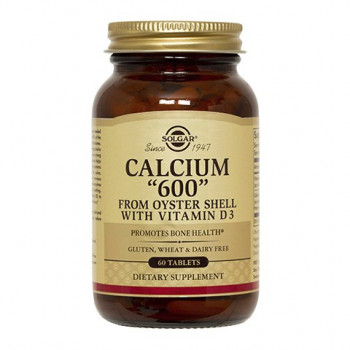 SOLGAR®
Since 1947
CALCIUM
"600"
FROM OYSTER SHELL
WITH VITAMIN D3
PROMOTES BONE HEALTH*
GLUTEN, WHEAT & DAIRY FREE
60 TABLETS
DIETARY SUPPLEMENT